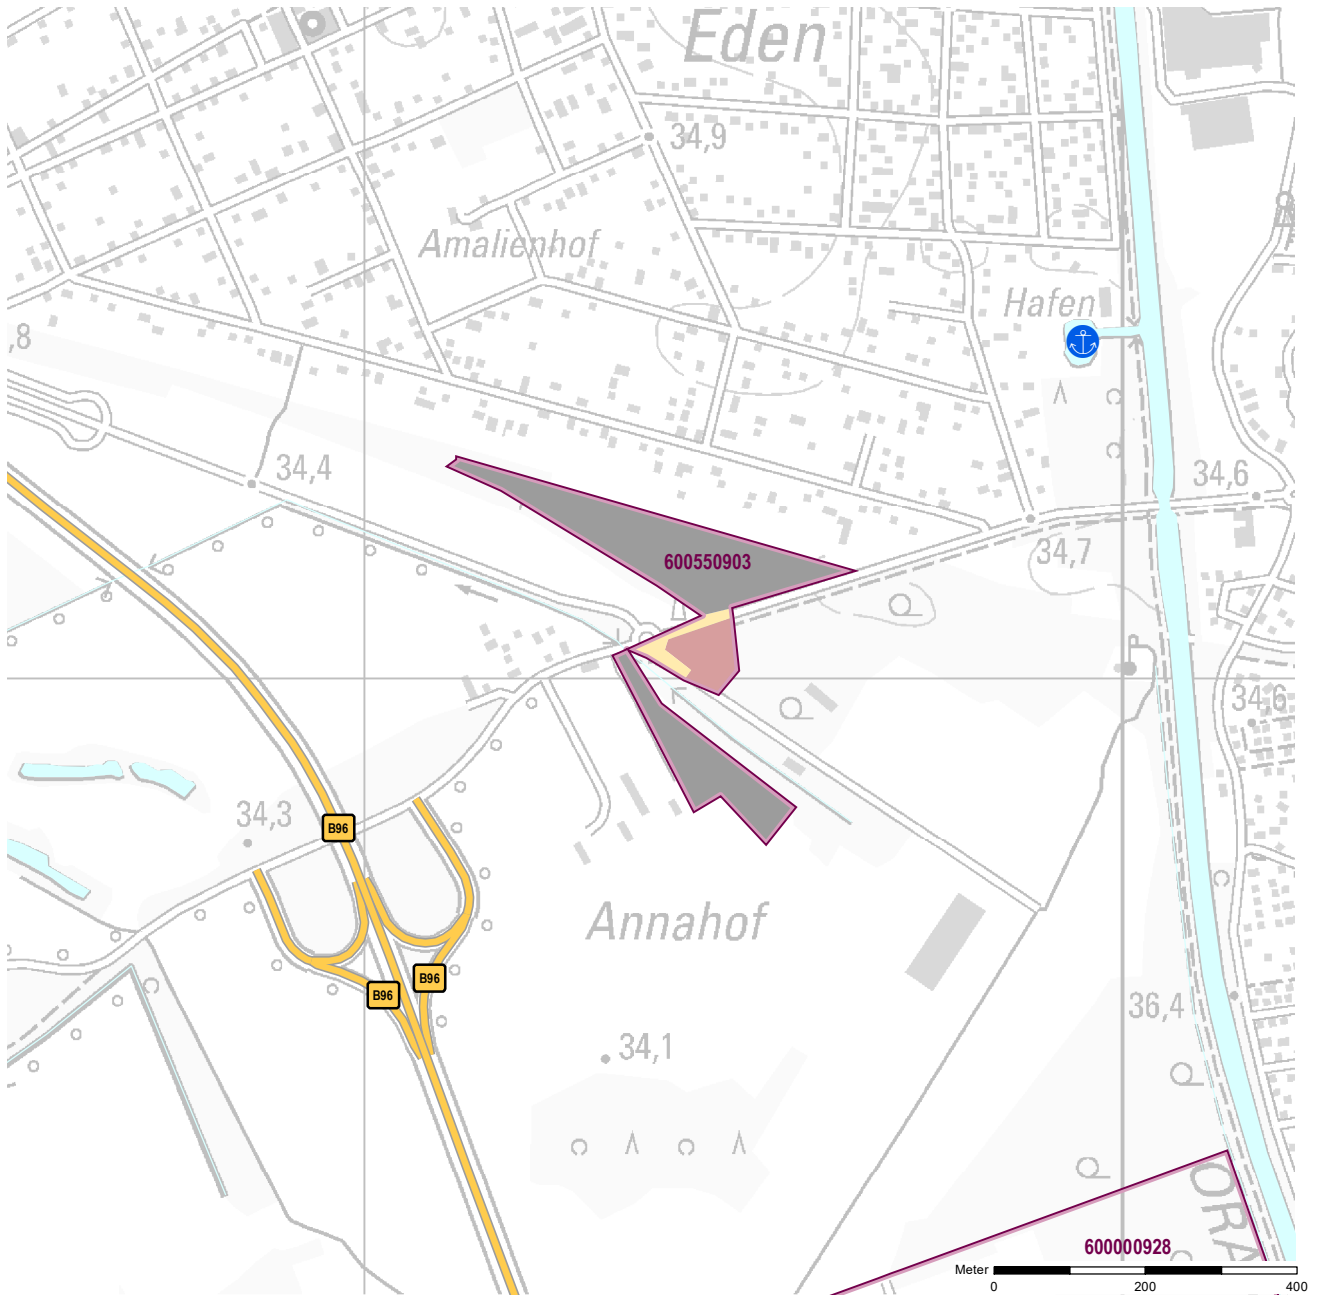 Eden
34,9
Amalienhof
Hafen
,8
34,4
34,6
34,7
600550903
34,6
34,3
B96
Annahof
B96
B96
36,4
34,1
ORA
600000928
Meter
0 200 400